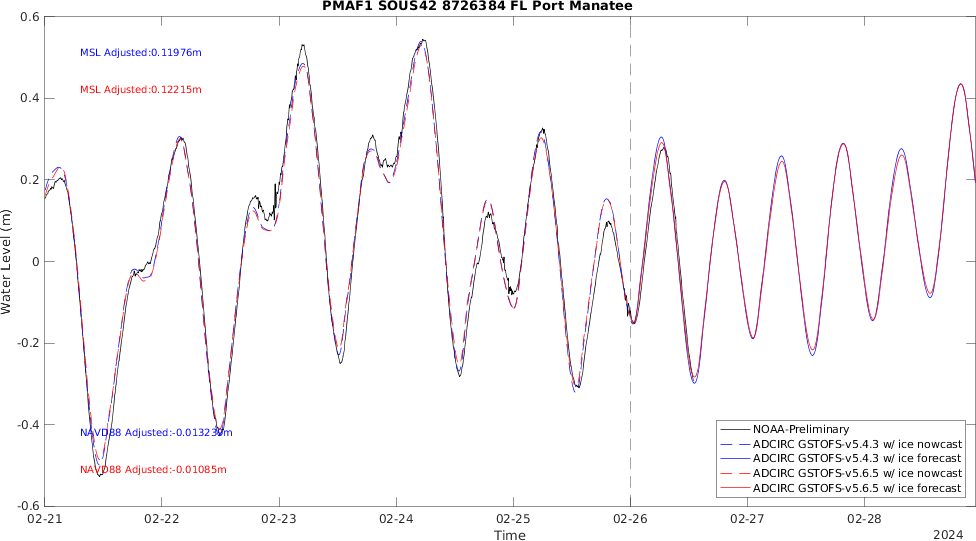 PMAF1 SOUS42 8726384 FL Port Manatee
0.6
MSL Adjusted:0.11976m
MSL Adjusted:0.12215m
0.4
0.2
0
-0.2
-0.4
-0.6
Water Level (m)
NAVD88 Adjusted:-0.013239m
NAVD88 Adjusted:-0.01085m
NOAA-Preliminary
ADCIRC GSTOFS-v5.4.3 w/ ice nowcast
ADCIRC GSTOFS-v5.4.3 w/ ice forecast
ADCIRC GSTOFS-v5.6.5 w/ ice nowcast
ADCIRC GSTOFS-v5.6.5 w/ ice forecast
02-21 02-22 02-23 02-24 02-25 02-26 02-27 02-28
Time
2024